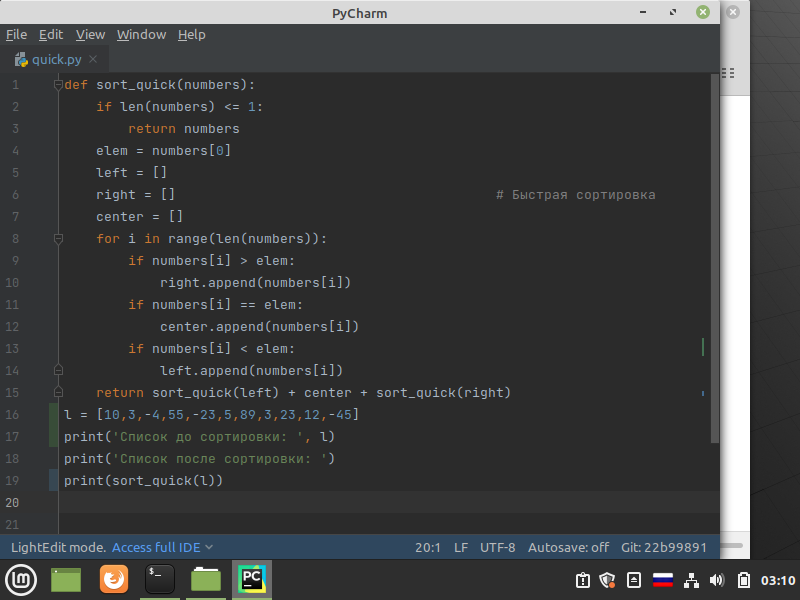 PyCharm
File Edit View Window Help
quick.py
1 def sort_quick(numbers):
2 if len(numbers) <= 1:
3 return numbers
4 elem = numbers[0]
5 left = []
6 right = [] # Быстрая сортировка
7 center = []
8 for i in range(len(numbers)):
9 if numbers[i] > elem:
10 right.append(numbers[i])
11 if numbers[i] == elem:
12 center.append(numbers[i])
13 if numbers[i] < elem:
14 left.append(numbers[i])
15 return sort_quick(left) + center + sort_quick(right)
16 l = [10,3,-4,55,-23,5,89,3,23,12,-45]
17 print('Список до сортировки: ', l)
18 print('Список после сортировки: ')
19 print(sort_quick(l))
20
21
LightEdit mode. Access full IDE 20:1 LF UTF-8 Autosave: off Git: 22b99891
PC 03:10